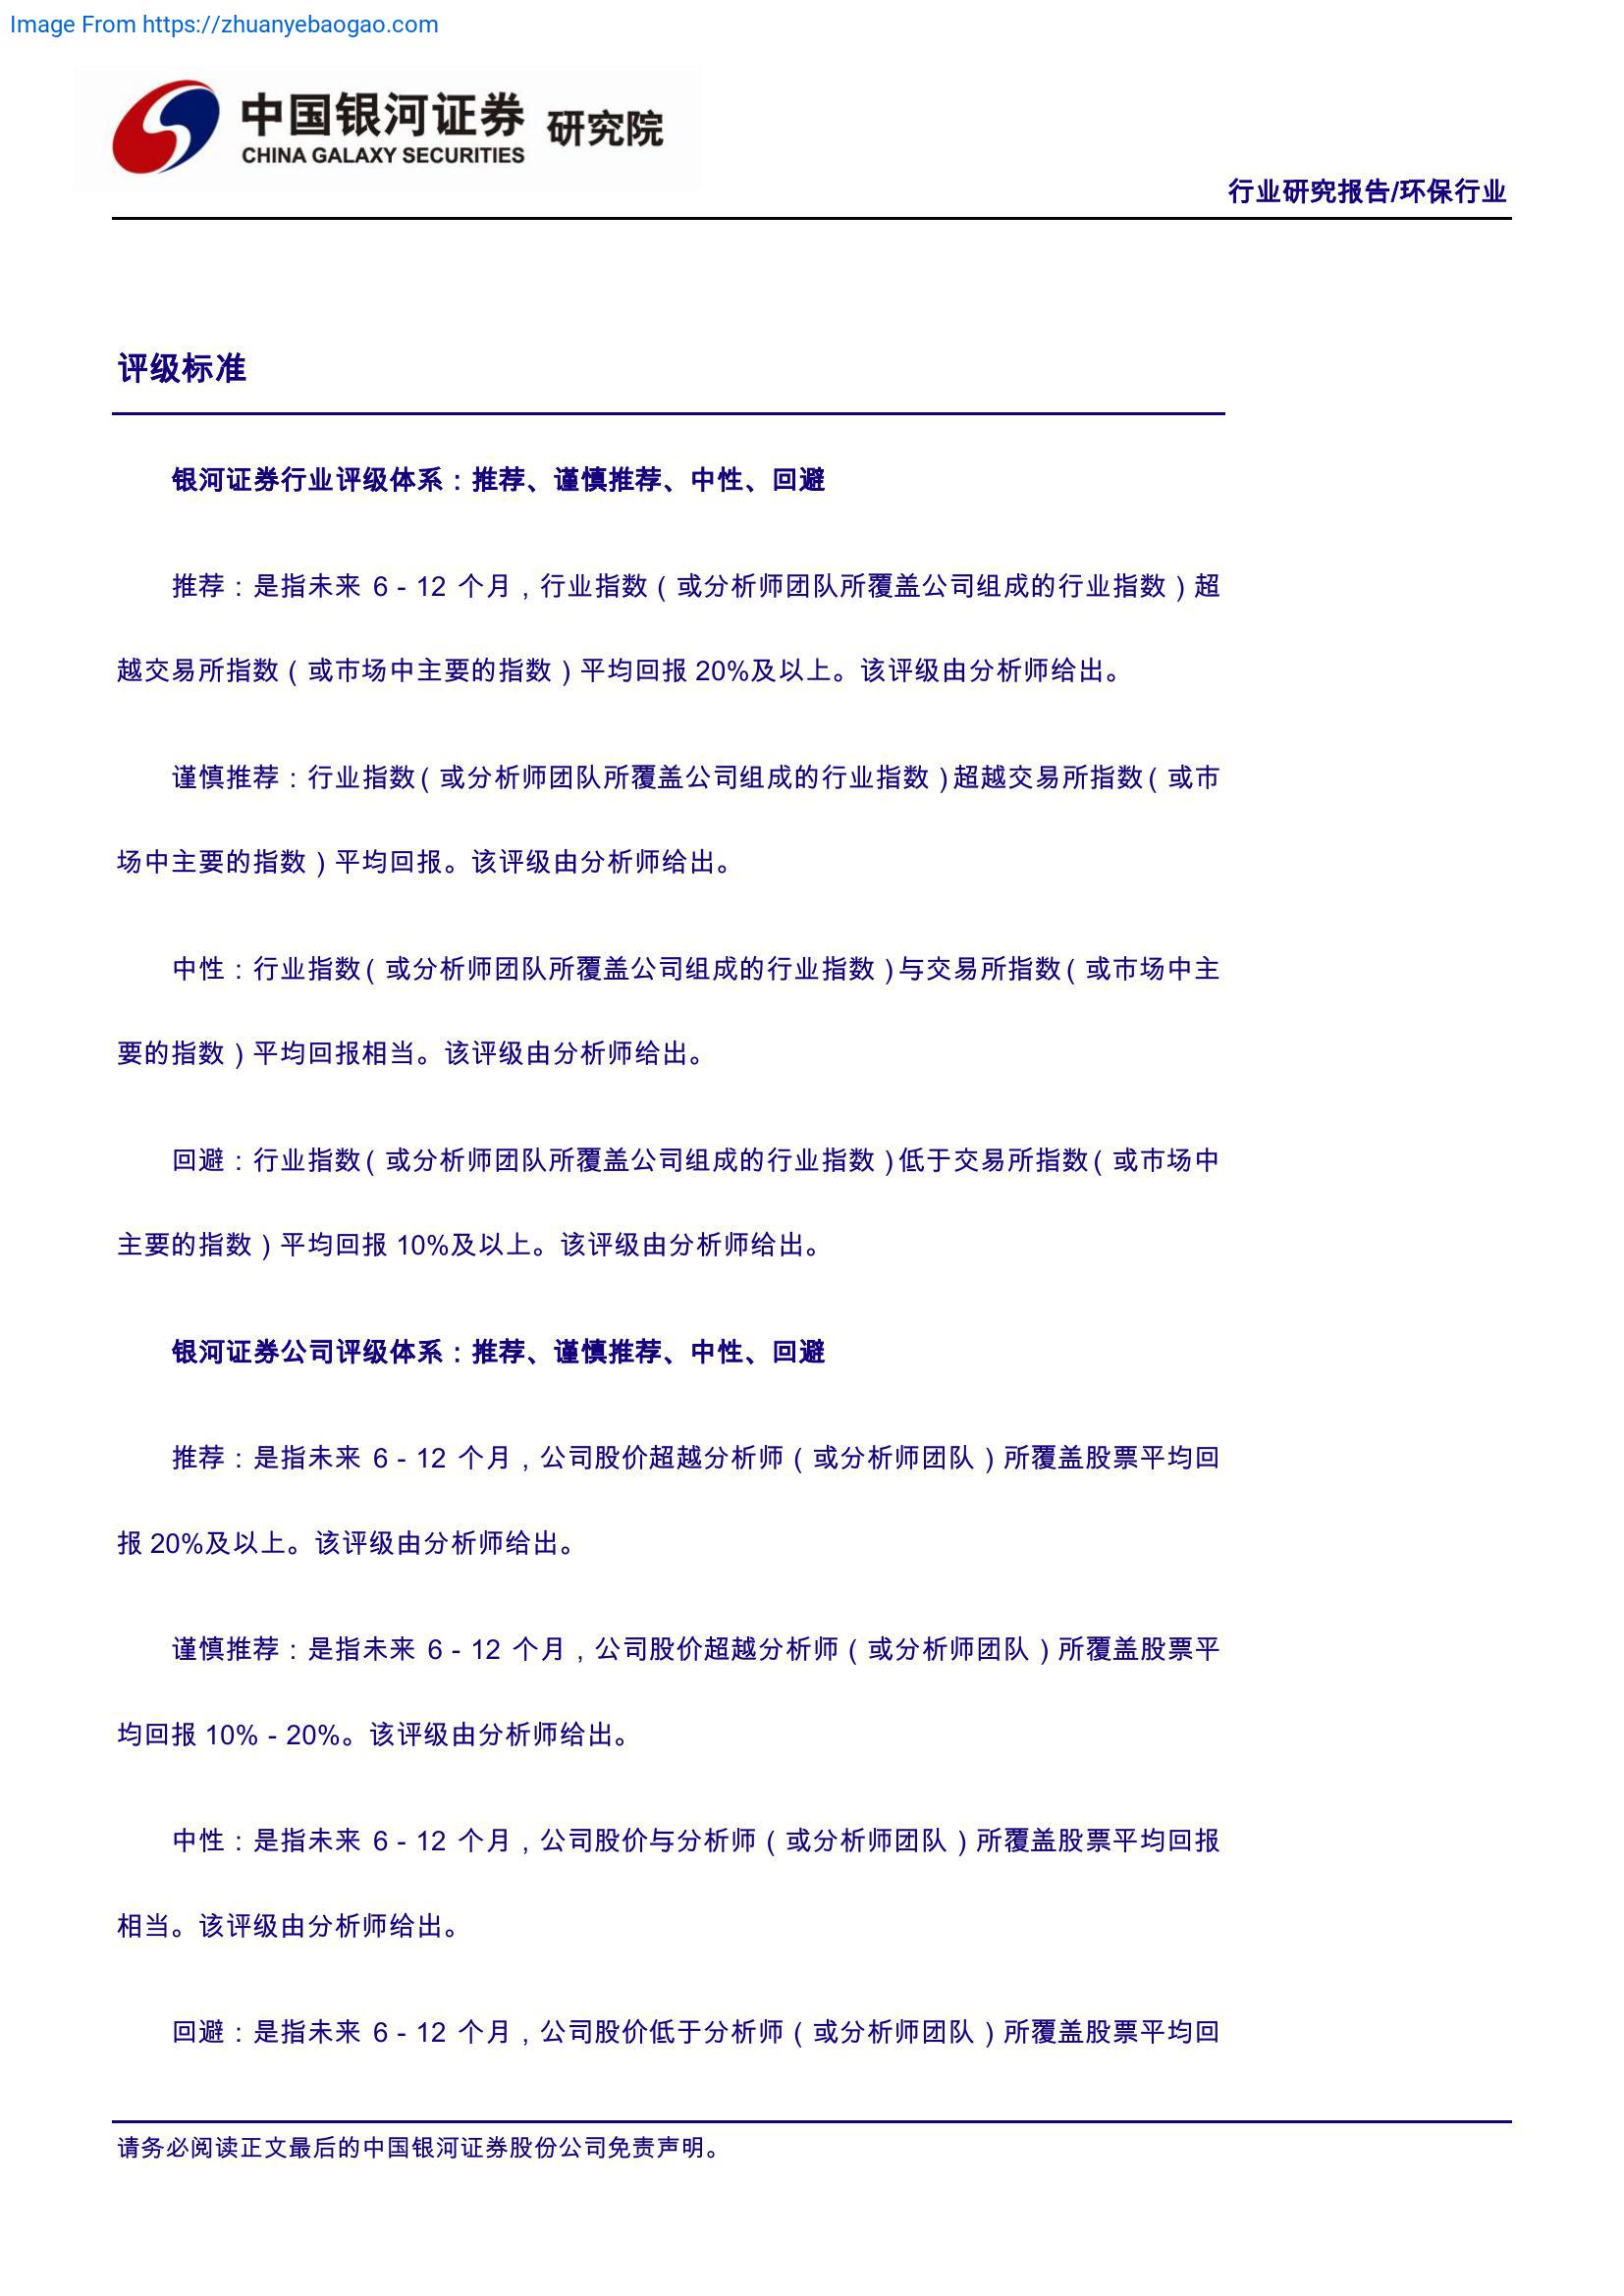 Image From https://zhuanyebaogao.com
中国银河证券 研究院
CHINA GALAXY SECURITIES
行业研究报告/环保行业
评级标准
银河证券行业评级体系：推荐、谨慎推荐、中性、回避
推荐：是指未来 6－12 个月，行业指数（或分析师团队所覆盖公司组成的行业指数）超
越交易所指数（或市场中主要的指数）平均回报 20%及以上。该评级由分析师给出。
谨慎推荐：行业指数（或分析师团队所覆盖公司组成的行业指数）超越交易所指数（或市
场中主要的指数）平均回报。该评级由分析师给出。
中性：行业指数（或分析师团队所覆盖公司组成的行业指数）与交易所指数（或市场中主
要的指数）平均回报相当。该评级由分析师给出。
回避：行业指数（或分析师团队所覆盖公司组成的行业指数）低于交易所指数（或市场中
主要的指数）平均回报 10%及以上。该评级由分析师给出。
银河证券公司评级体系：推荐、谨慎推荐、中性、回避
推荐：是指未来 6－12 个月，公司股价超越分析师（或分析师团队）所覆盖股票平均回
报 20%及以上。该评级由分析师给出。
谨慎推荐：是指未来 6－12 个月，公司股价超越分析师（或分析师团队）所覆盖股票平
均回报 10%－20%。该评级由分析师给出。
中性：是指未来 6－12 个月，公司股价与分析师（或分析师团队）所覆盖股票平均回报
相当。该评级由分析师给出。
回避：是指未来 6－12 个月，公司股价低于分析师（或分析师团队）所覆盖股票平均回
请务必阅读正文最后的中国银河证券股份公司免责声明。